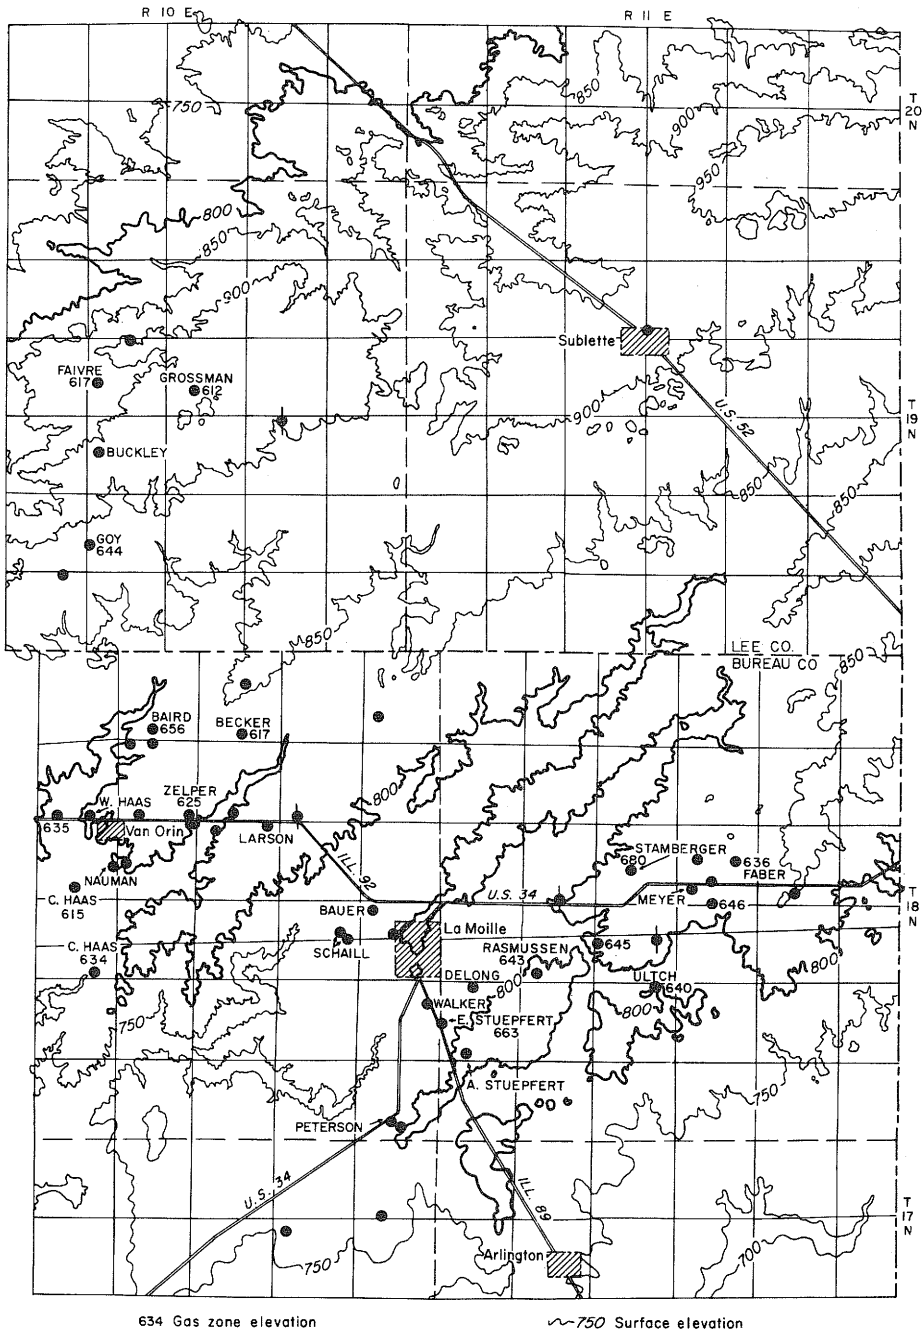 R 10 E
R 11 E
750
850
T
20
N
900
950
800
850
900
Sublette
FAIVRE
617
GROSSMAN
612
900
U.S. 52
T
19
N
BUCKLEY
850
850
GOY
644
850
LEE CO.
BUREAU CO
850
BAIRD
656
BECKER
617
800
ZELPER
625
W. HAAS
635
Van Orin
LARSON
STAMBERGER
680
636
FABER
ILL. 92
NAUMAN
U.S. 34
MEYER
646
C. HAAS
615
BAUER
T
18
N
La Moille
SCHAILL
RASMUSSEN
643
645
C. HAAS
634
800
DELONG
800
ULTCH
640
WALKER
800
750
E. STUEPFERT
663
A. STUEPFERT
750
PETERSON
U.S. 34
ILL. 89
T
17
N
750
Arlington
700
634 Gas zone elevation
750 Surface elevation